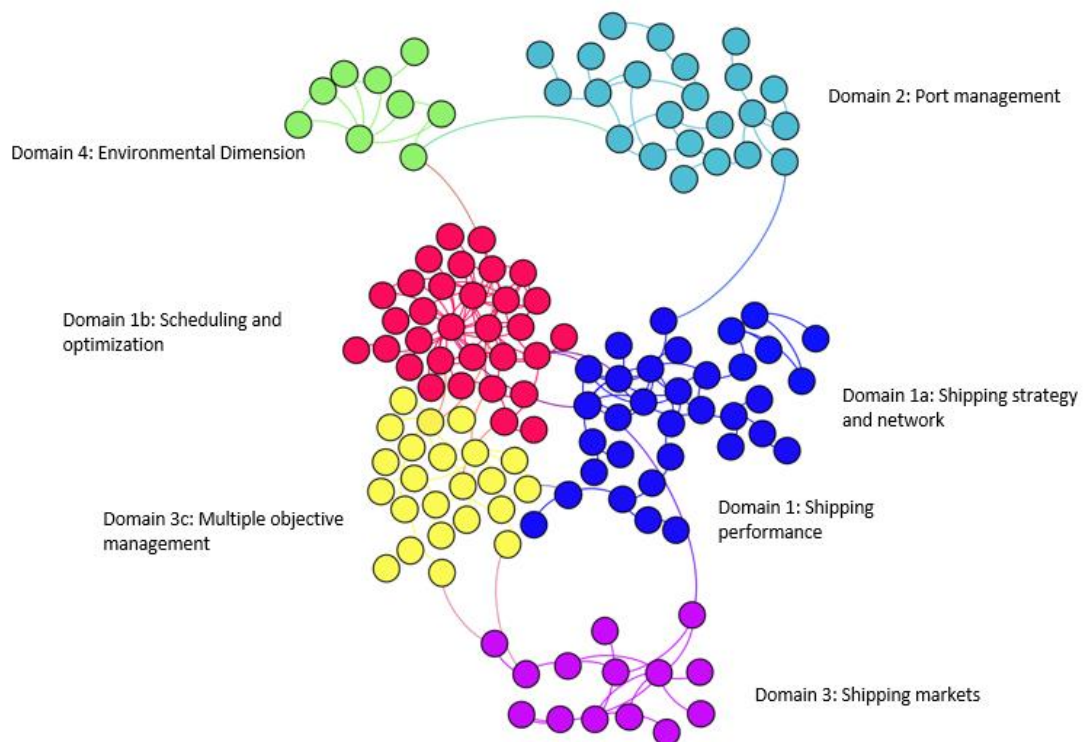 Domain 2: Port management
Domain 4: Environmental Dimension
Domain 1b: Scheduling and
optimization
Domain 1a: Shipping strategy
and network
Domain 3c: Multiple objective
management
Domain 1: Shipping
performance
Domain 3: Shipping markets